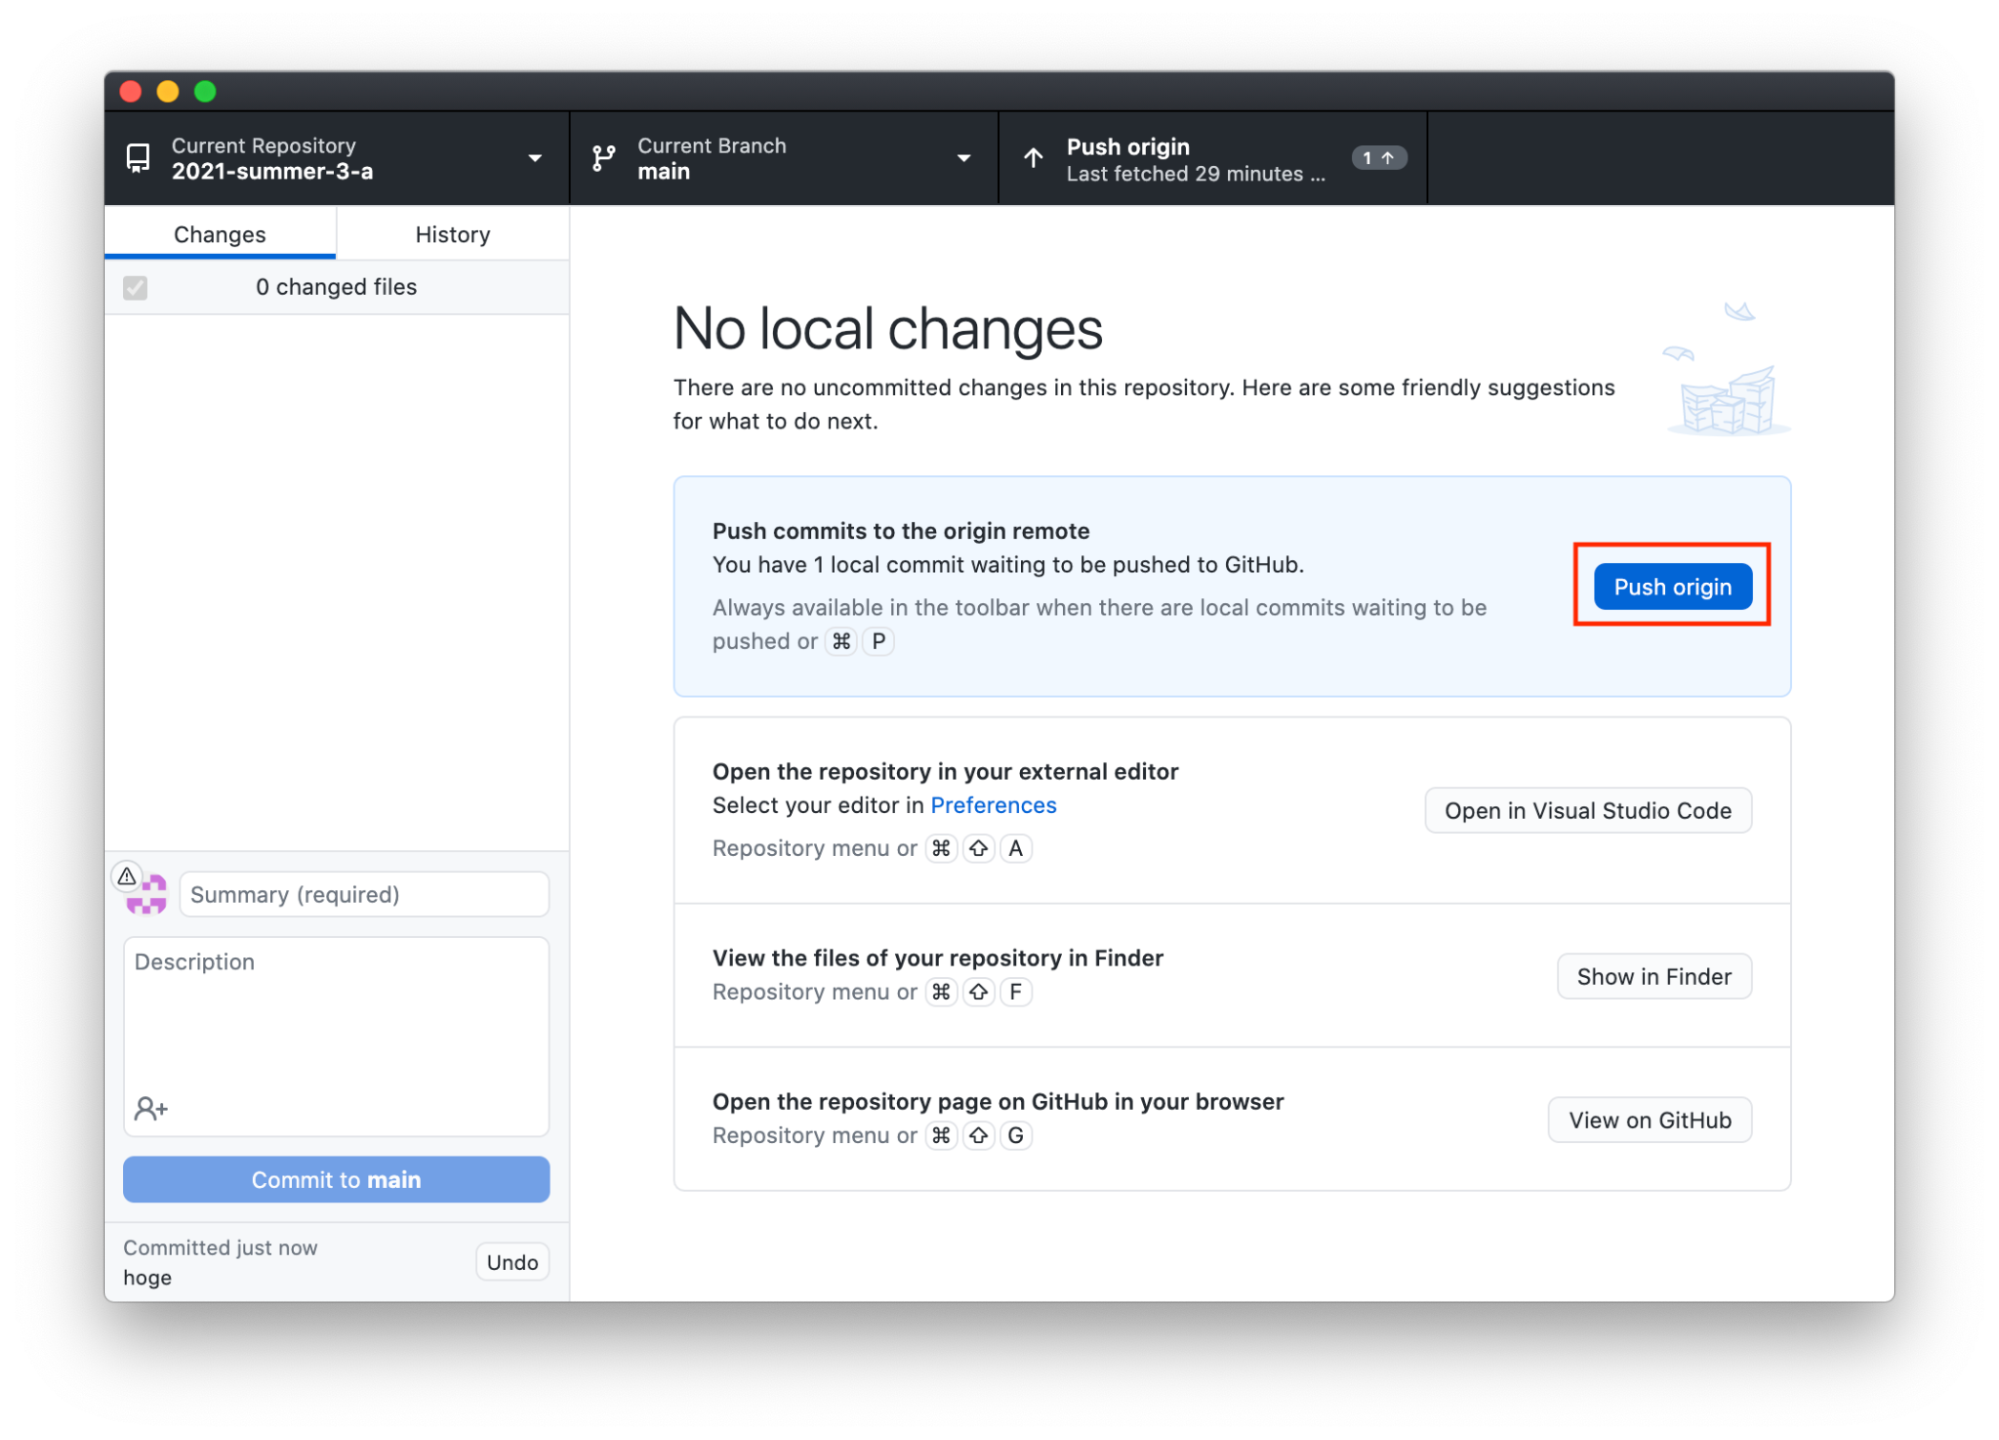 Current Repository
2021-summer-3-a
Current Branch
main
Push origin
Last fetched 29 minutes ...
1 ↑
Changes
History
0 changed files
No local changes
There are no uncommitted changes in this repository. Here are some friendly suggestions
for what to do next.
Push commits to the origin remote
You have 1 local commit waiting to be pushed to GitHub.
Always available in the toolbar when there are local commits waiting to be
pushed or ⌘ P
Push origin
Open the repository in your external editor
Select your editor in Preferences
Repository menu or ⌘ ⇧ A
Open in Visual Studio Code
View the files of your repository in Finder
Repository menu or ⌘ ⇧ F
Show in Finder
Open the repository page on GitHub in your browser
Repository menu or ⌘ ⇧ G
View on GitHub
Summary (required)
Description
Commit to main
Committed just now
hoge
Undo